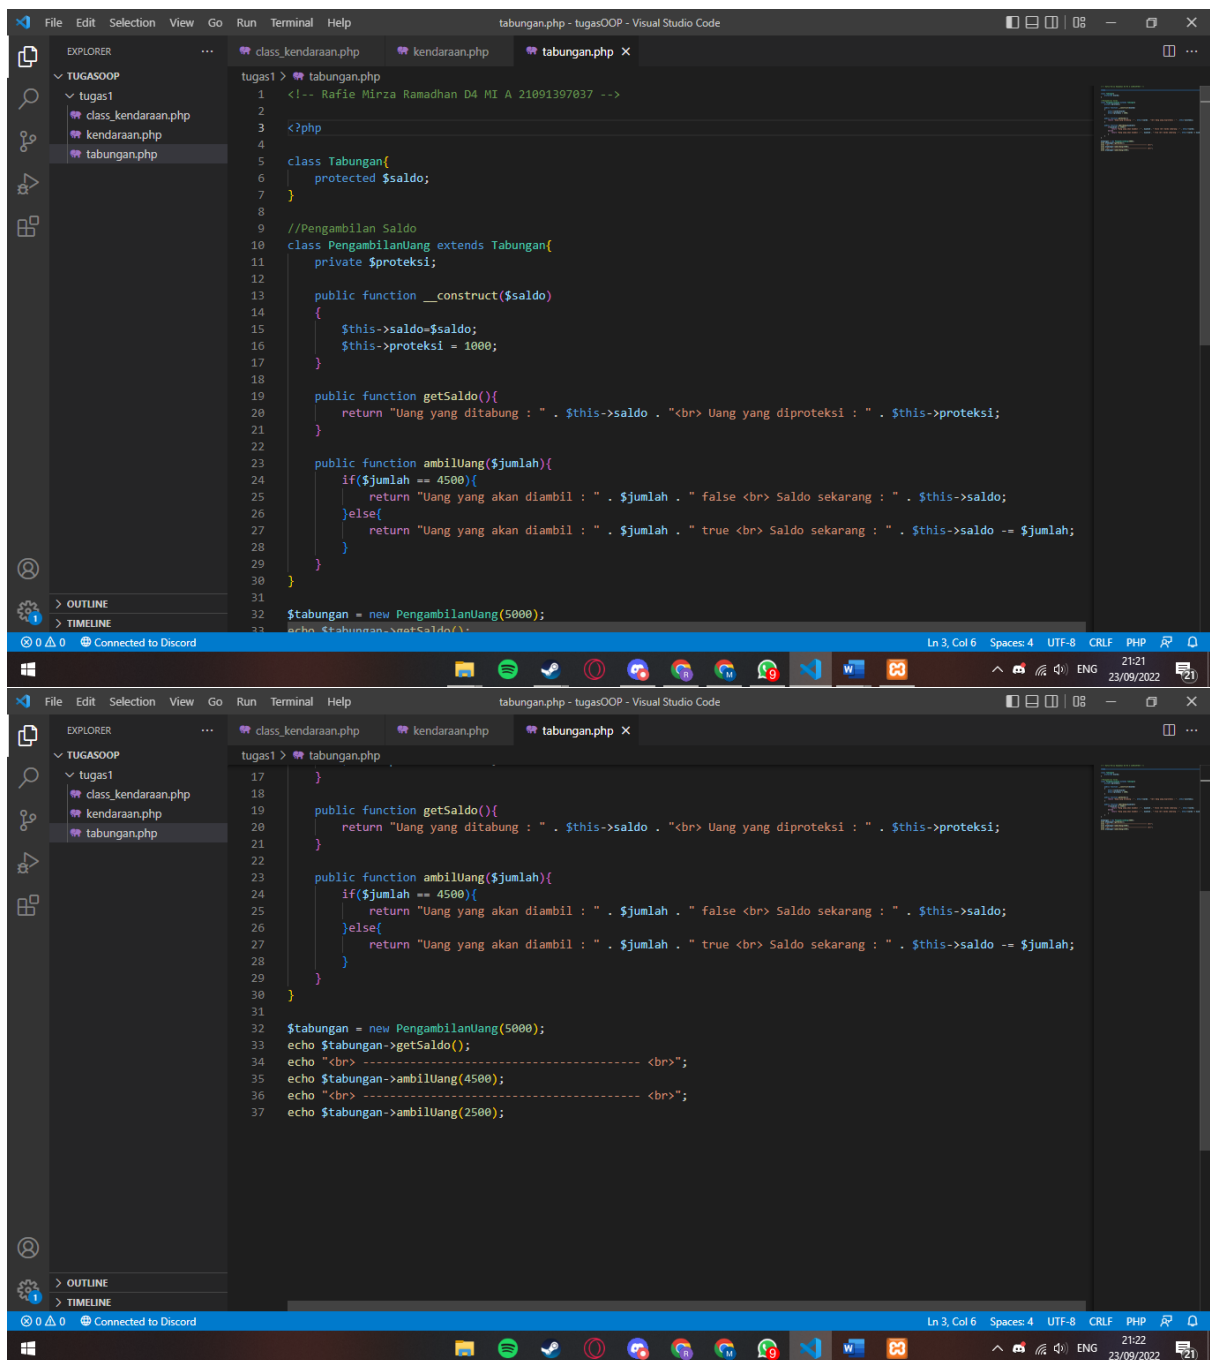 File Edit Selection View Go Run Terminal Help tabungan.php - tugasOOP - Visual Studio Code
EXPLORER ... class_kendaraan.php kendaraan.php tabungan.php
TUGASOOP
tugas1
class_kendaraan.php
kendaraan.php
tabungan.php
OUTLINE
TIMELINE
tugas1 > tabungan.php
1 <!-- Rafie Mirza Ramadhan D4 MI A 21091397037 -->
2
3 <?php
4
5 class Tabungan{
6 protected $saldo;
7 }
8
9 //Pengambilan Saldo
10 class PengambilanUang extends Tabungan{
11 private $proteksi;
12
13 public function __construct($saldo)
14 {
15 $this->saldo=$saldo;
16 $this->proteksi = 1000;
17 }
18
19 public function getSaldo(){
20 return "Uang yang ditabung : " . $this->saldo . "<br> Uang yang diproteksi : " . $this->proteksi;
21 }
22
23 public function ambilUang($jumlah){
24 if($jumlah == 4500){
25 return "Uang yang akan diambil : " . $jumlah . " false <br> Saldo sekarang : " . $this->saldo;
26 }else{
27 return "Uang yang akan diambil : " . $jumlah . " true <br> Saldo sekarang : " . $this->saldo -= $jumlah;
28 }
29 }
30 }
31
32 $tabungan = new PengambilanUang(5000);
33 echo $tabungan->getSaldo();
0 0 Connected to Discord Ln 3, Col 6 Spaces: 4 UTF-8 CRLF PHP
ENG 21:21
23/09/2022 21
File Edit Selection View Go Run Terminal Help tabungan.php - tugasOOP - Visual Studio Code
EXPLORER ... class_kendaraan.php kendaraan.php tabungan.php
TUGASOOP
tugas1
class_kendaraan.php
kendaraan.php
tabungan.php
OUTLINE
TIMELINE
tugas1 > tabungan.php
17 }
18
19 public function getSaldo(){
20 return "Uang yang ditabung : " . $this->saldo . "<br> Uang yang diproteksi : " . $this->proteksi;
21 }
22
23 public function ambilUang($jumlah){
24 if($jumlah == 4500){
25 return "Uang yang akan diambil : " . $jumlah . " false <br> Saldo sekarang : " . $this->saldo;
26 }else{
27 return "Uang yang akan diambil : " . $jumlah . " true <br> Saldo sekarang : " . $this->saldo -= $jumlah;
28 }
29 }
30 }
31
32 $tabungan = new PengambilanUang(5000);
33 echo $tabungan->getSaldo();
34 echo "<br> ----------------------------------------- <br>";
35 echo $tabungan->ambilUang(4500);
36 echo "<br> ----------------------------------------- <br>";
37 echo $tabungan->ambilUang(2500);
0 0 Connected to Discord Ln 3, Col 6 Spaces: 4 UTF-8 CRLF PHP
ENG 21:22
23/09/2022 21